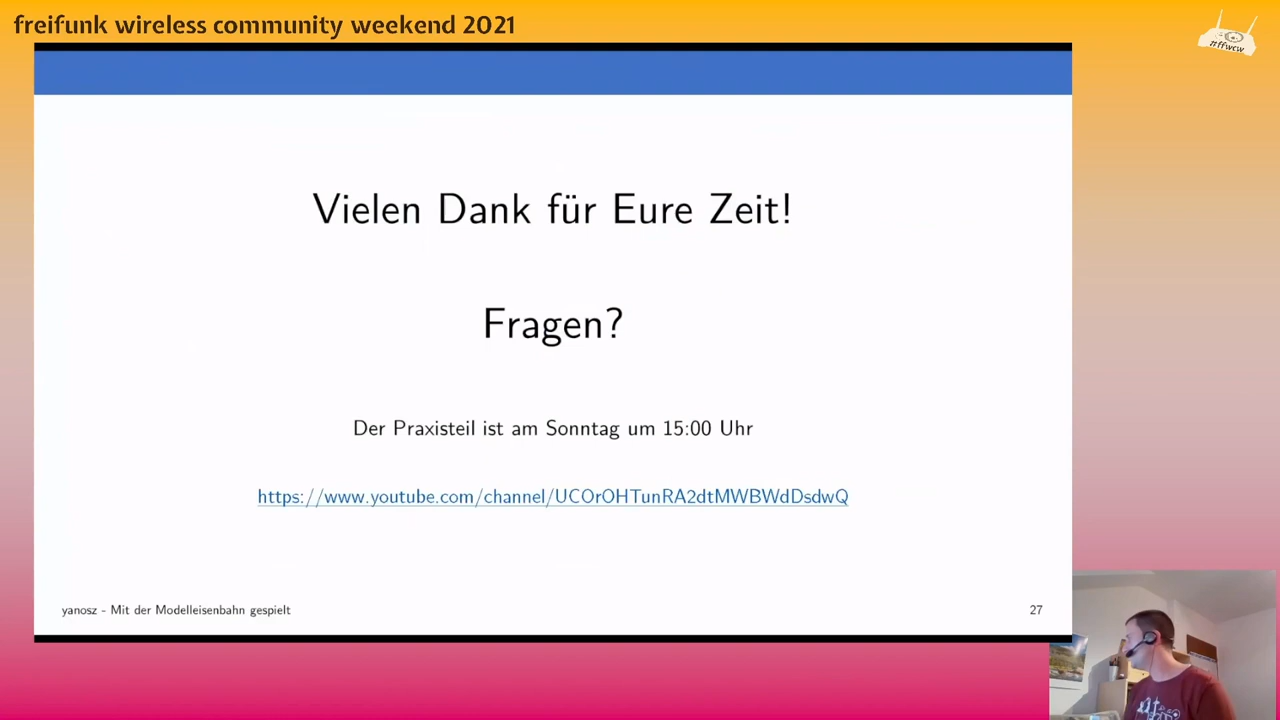 freifunk wireless community weekend 2021
#ffwcw
Vielen Dank für Eure Zeit!
Fragen?
Der Praxisteil ist am Sonntag um 15:00 Uhr
https://www.youtube.com/channel/UCOrOHTunRA2dtMWBWdDsdwQ
yanosz - Mit der Modelleisenbahn gespielt
27